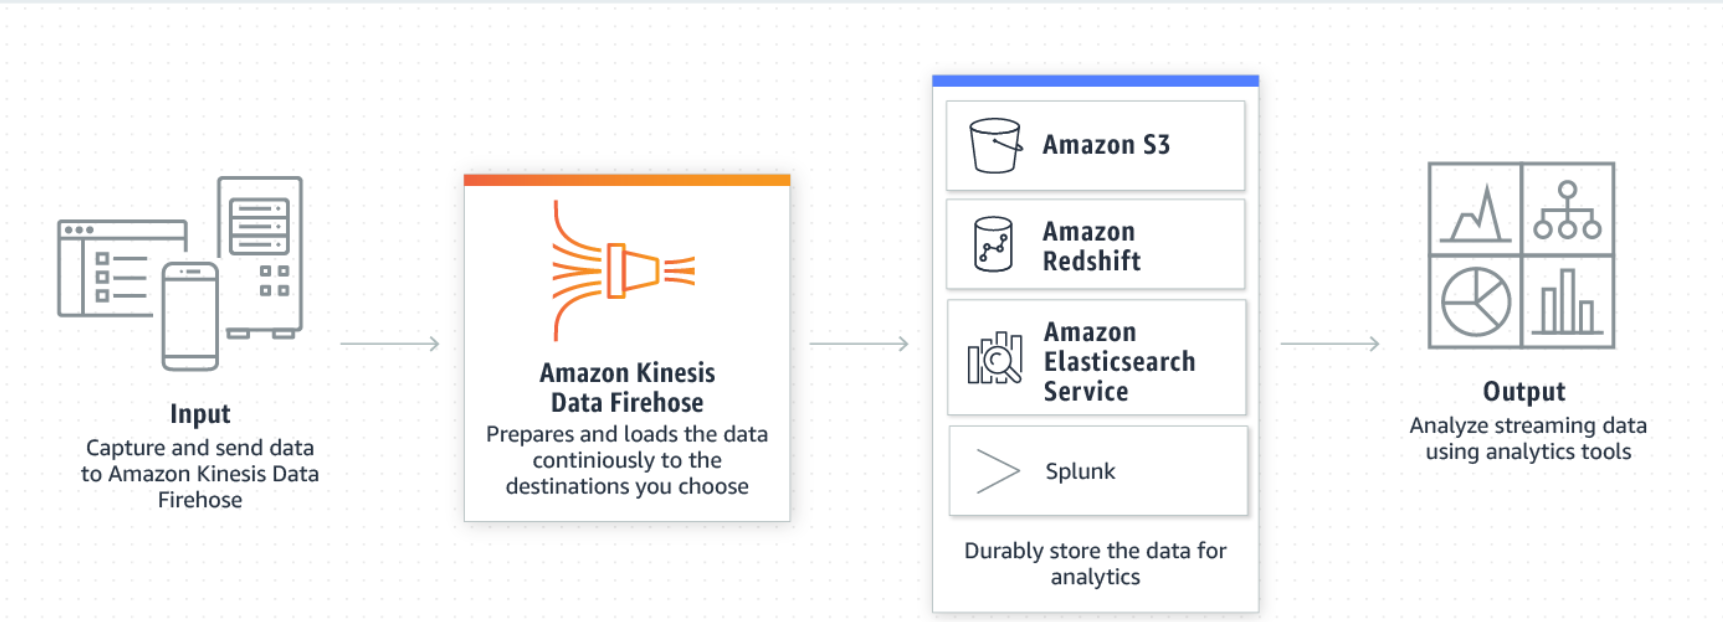 Input
Capture and send data
to Amazon Kinesis Data
Firehose
Amazon Kinesis
Data Firehose
Prepares and loads the data
continiously to the
destinations you choose
Amazon S3
Amazon
Redshift
Amazon
Elasticsearch
Service
Splunk
Durably store the data for
analytics
Output
Analyze streaming data
using analytics tools